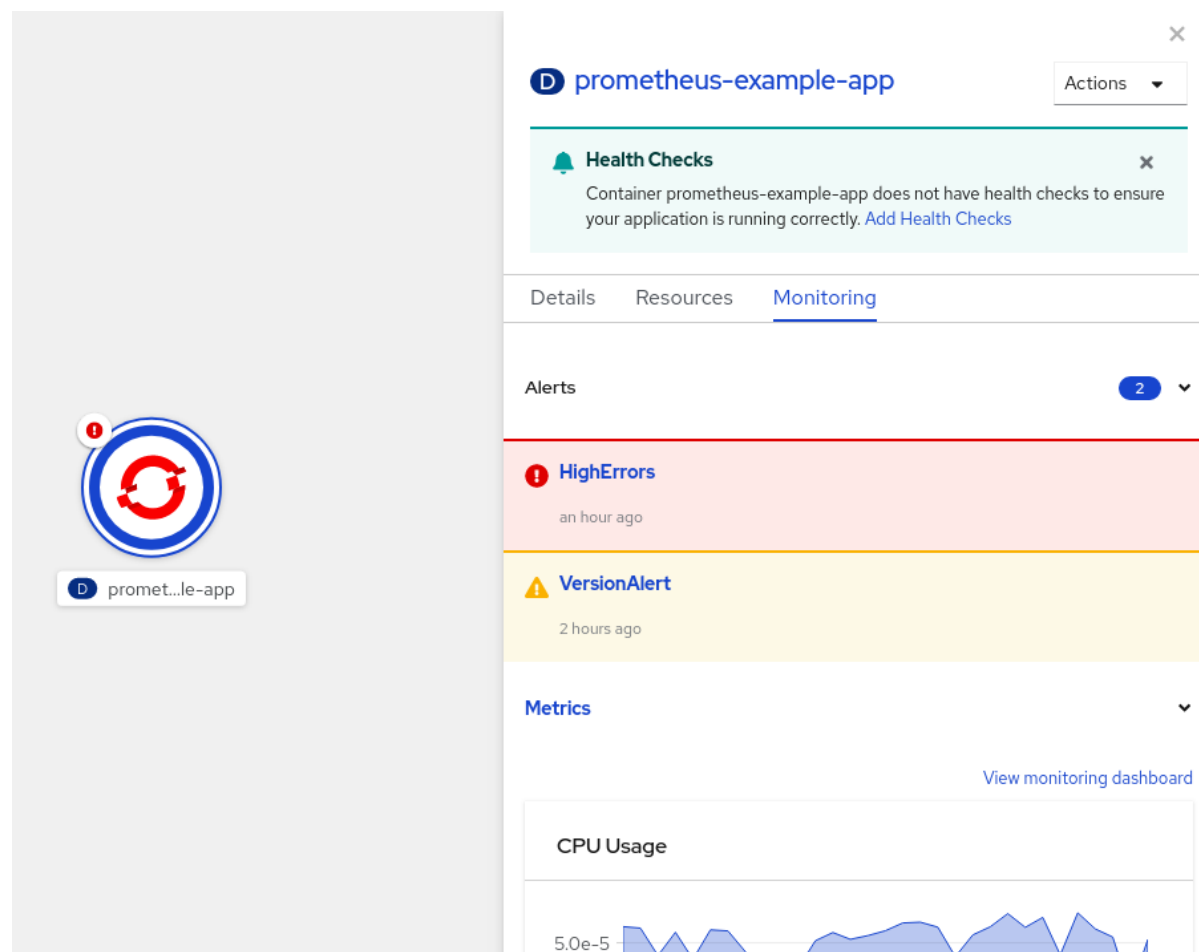 D prometheus-example-app
Actions
Health Checks
Container prometheus-example-app does not have health checks to ensure
your application is running correctly. Add Health Checks
Details Resources Monitoring
Alerts
2
HighErrors
an hour ago
VersionAlert
2 hours ago
D promet...le-app
Metrics
View monitoring dashboard
CPU Usage
5.0e-5